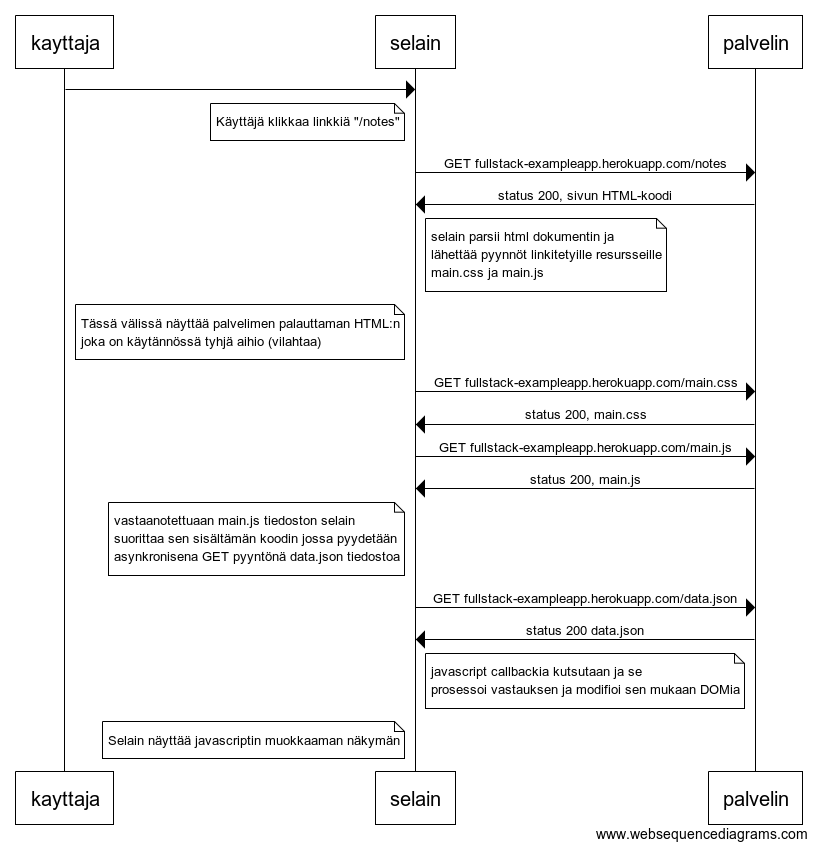 kayttaja
selain
palvelin
Käyttäjä klikkaa linkkiä "/notes"
GET fullstack-exampleapp.herokuapp.com/notes
status 200, sivun HTML-koodi
selain parsii html dokumentin ja
lähettää pyynnöt linkitetyille resursseille
main.css ja main.js
Tässä välissä näyttää palvelimen palauttaman HTML:n
joka on käytännössä tyhjä aihio (vilahtaa)
GET fullstack-exampleapp.herokuapp.com/main.css
status 200, main.css
GET fullstack-exampleapp.herokuapp.com/main.js
status 200, main.js
vastaanotettuaan main.js tiedoston selain
suorittaa sen sisältämän koodin jossa pyydetään
asynkronisena GET pyyntönä data.json tiedostoa
GET fullstack-exampleapp.herokuapp.com/data.json
status 200 data.json
javascript callbackia kutsutaan ja se
prosessoi vastauksen ja modifioi sen mukaan DOMia
Selain näyttää javascriptin muokkaaman näkymän
kayttaja
selain
palvelin
www.websequencediagrams.com